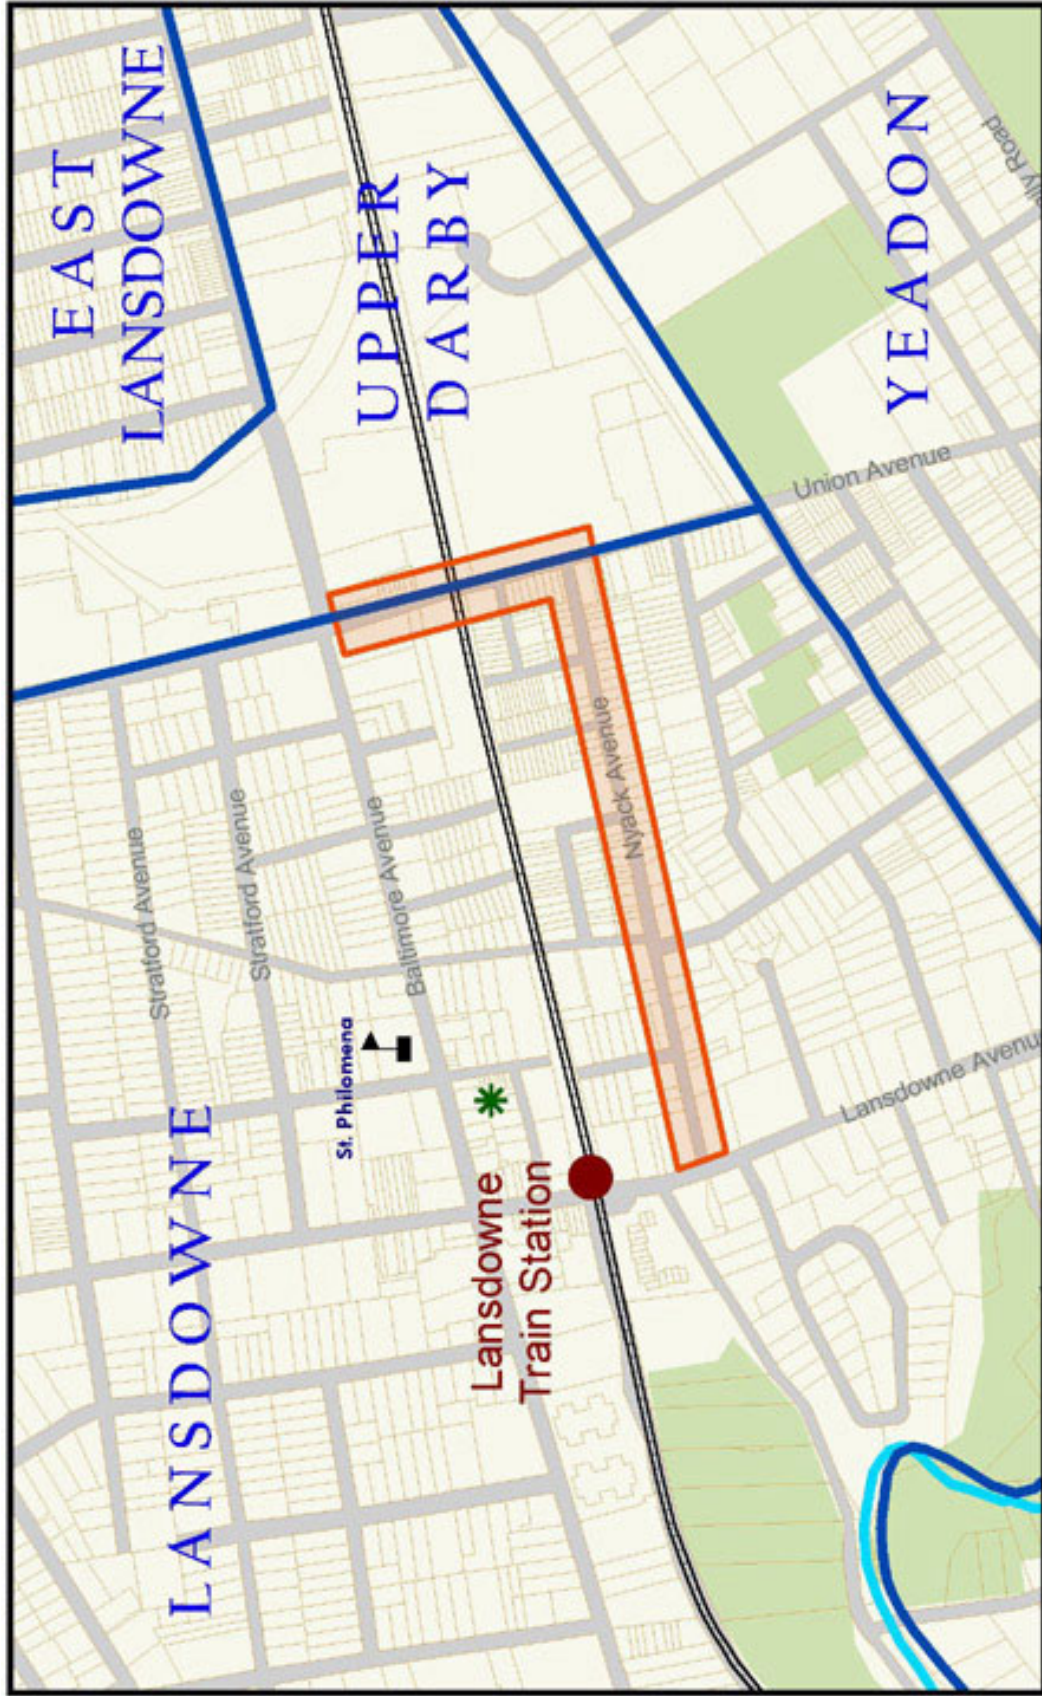 EAST
LANSDOWNE
UPPER
DARBY
YEADON
Union Avenue
Nyack Avenue
Stratford Avenue
Stratford Avenue
Baltimore Avenue
St. Philomena
Lansdowne
Train Station
LANSDOWNE
Lansdowne Avenu
Road